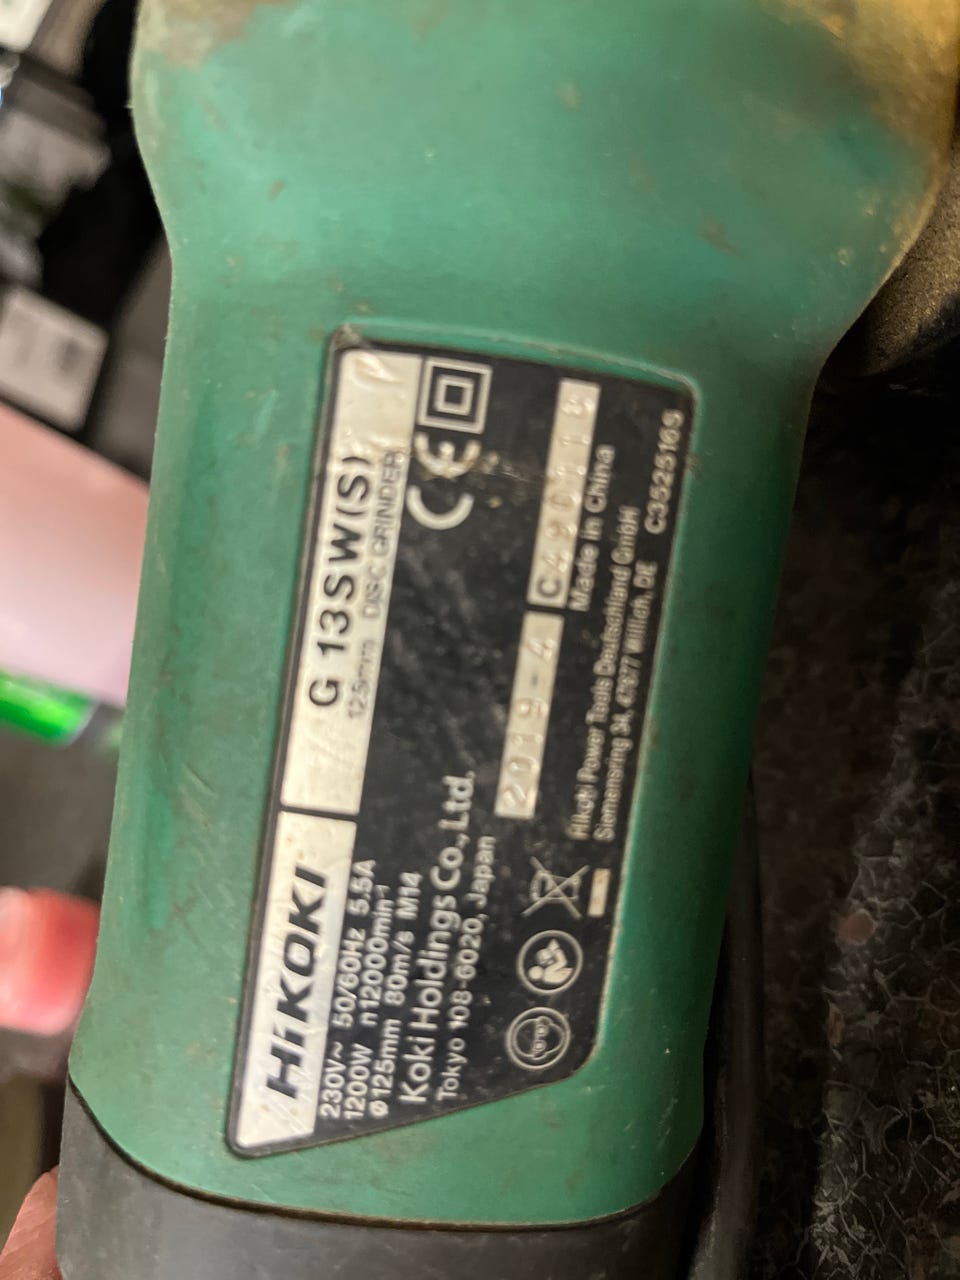 HiKOKI
G 13SW(S)
125mm DISC GRINDER
230V~ 50/60Hz 5.5A
1200W n12000min-1
ø125mm 80m/s M14
Koki Holdings Co., Ltd.
Tokyo 108-6020, Japan
CE
2019-4
Made in China
Hikoki Power Tools Deutschland GmbH
Siemensring 34, 47877 Willich, DE
C3525169